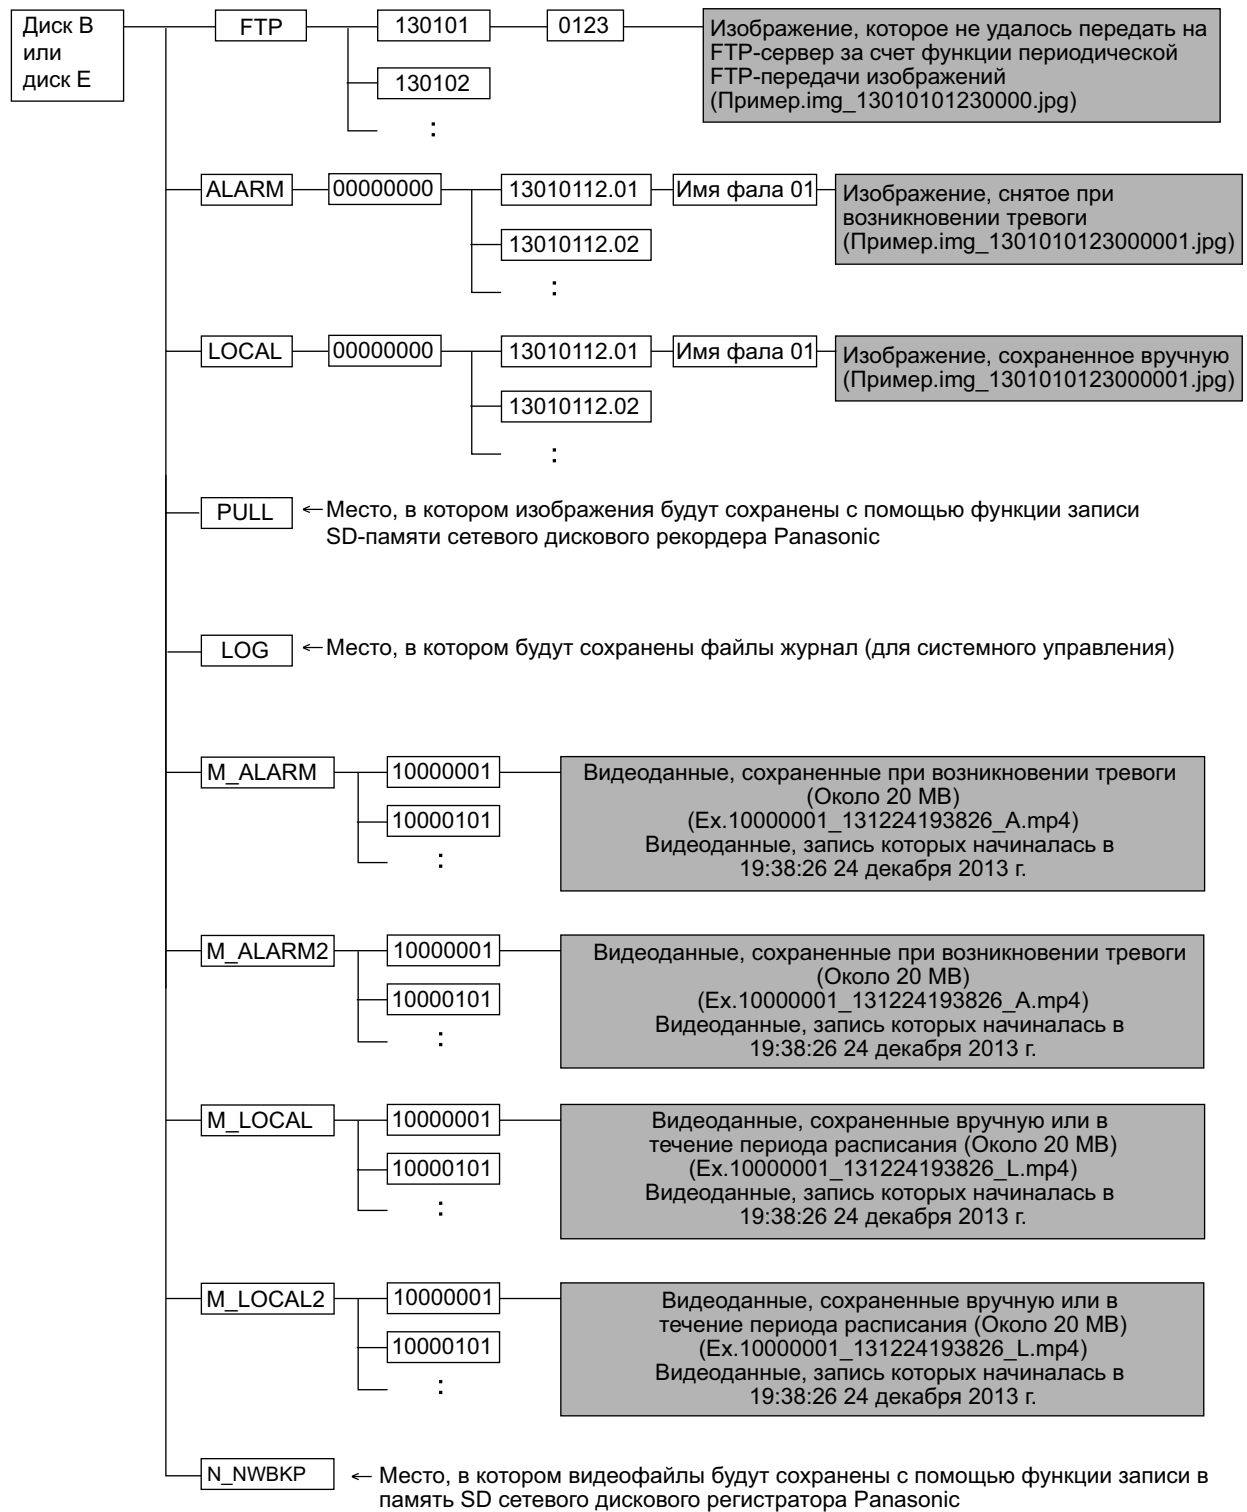 Диск B
или
диск E
FTP
130101
0123
Изображение, которое не удалось передать на
FTP-сервер за счет функции периодической
FTP-передачи изображений
(Пример.img_13010101230000.jpg)
130102
:
ALARM
00000000
13010112.01
Имя фала 01
Изображение, снятое при
возникновении тревоги
(Пример.img_1301010123000001.jpg)
13010112.02
:
LOCAL
00000000
13010112.01
Имя фала 01
Изображение, сохраненное вручную
(Пример.img_1301010123000001.jpg)
13010112.02
:
PULL
← Место, в котором изображения будут сохранены с помощью функции записи
SD-памяти сетевого дискового рекордера Panasonic
LOG
← Место, в котором будут сохранены файлы журнал (для системного управления)
M_ALARM
10000001
Видеоданные, сохраненные при возникновении тревоги
(Около 20 MB)
(Ex.10000001_131224193826_A.mp4)
Видеоданные, запись которых начиналась в
19:38:26 24 декабря 2013 г.
10000101
:
M_ALARM2
10000001
Видеоданные, сохраненные при возникновении тревоги
(Около 20 MB)
(Ex.10000001_131224193826_A.mp4)
Видеоданные, запись которых начиналась в
19:38:26 24 декабря 2013 г.
10000101
:
M_LOCAL
10000001
Видеоданные, сохраненные вручную или в
течение периода расписания (Около 20 MB)
(Ex.10000001_131224193826_L.mp4)
Видеоданные, запись которых начиналась в
19:38:26 24 декабря 2013 г.
10000101
:
M_LOCAL2
10000001
Видеоданные, сохраненные вручную или в
течение периода расписания (Около 20 MB)
(Ex.10000001_131224193826_L.mp4)
Видеоданные, запись которых начиналась в
19:38:26 24 декабря 2013 г.
10000101
:
N_NWBKP
← Место, в котором видеофайлы будут сохранены с помощью функции записи в
память SD сетевого дискового регистратора Panasonic